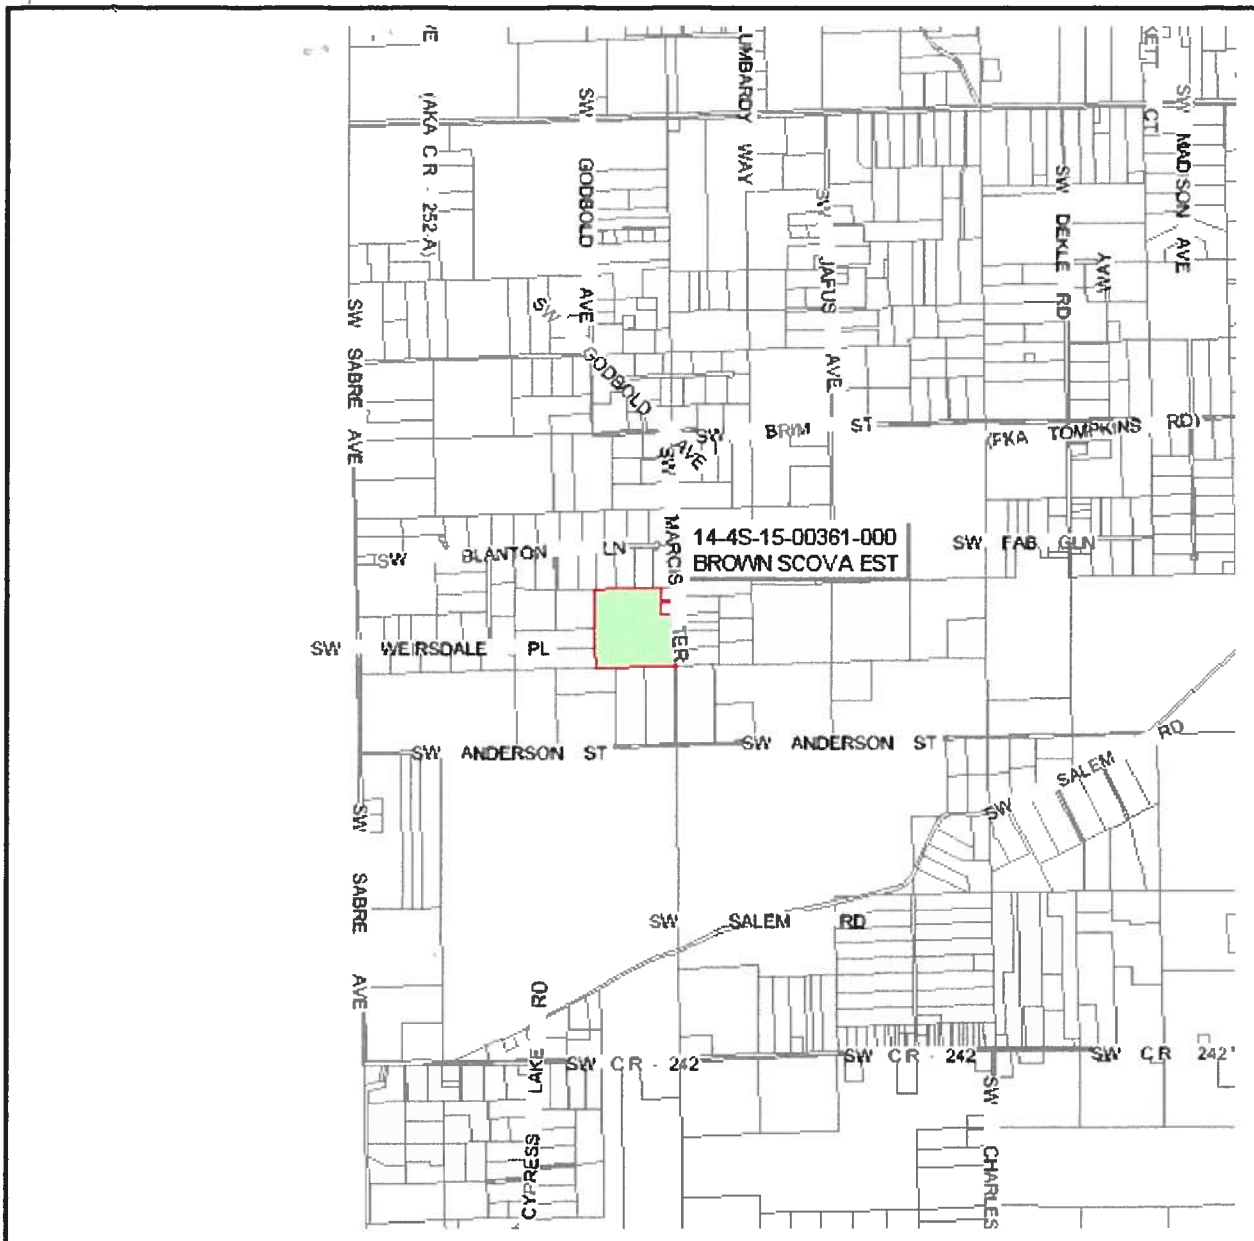 (AKA C R - 252-A)
SW GODBOLD AVE
LUMBARDY WAY
SW JAFUS AVE
SW DEKLE RD
WAY
CT
SW MADISON AVE
SW SABRE AVE
SW GODBOLD AVE
SW BRIM ST
(FKA TOMPKINS RD)
SW MARCIS TER
14-4S-15-00361-000
BROWN SCOVA EST
SW BLANTON LN
SW FAB GLN
SW WEIRSDALE PL
SW ANDERSON ST
SW ANDERSON ST
SW SALEM RD
SW SABRE AVE
SW SALEM RD
CYPRESS LAKE RD
SW C R - 242
SW C R - 242
SW C R 242
SW CHARLES